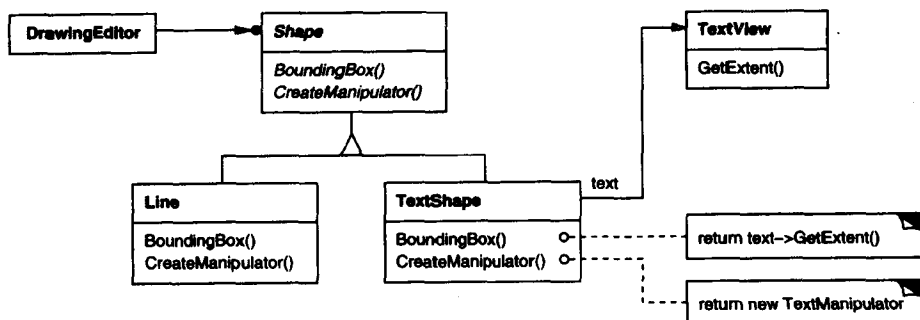 DrawingEditor
Shape
BoundingBox()
CreateManipulator()
TextView
GetExtent()
Line
BoundingBox()
CreateManipulator()
TextShape
BoundingBox()
CreateManipulator()
text
return text–>GetExtent()
return new TextManipulator